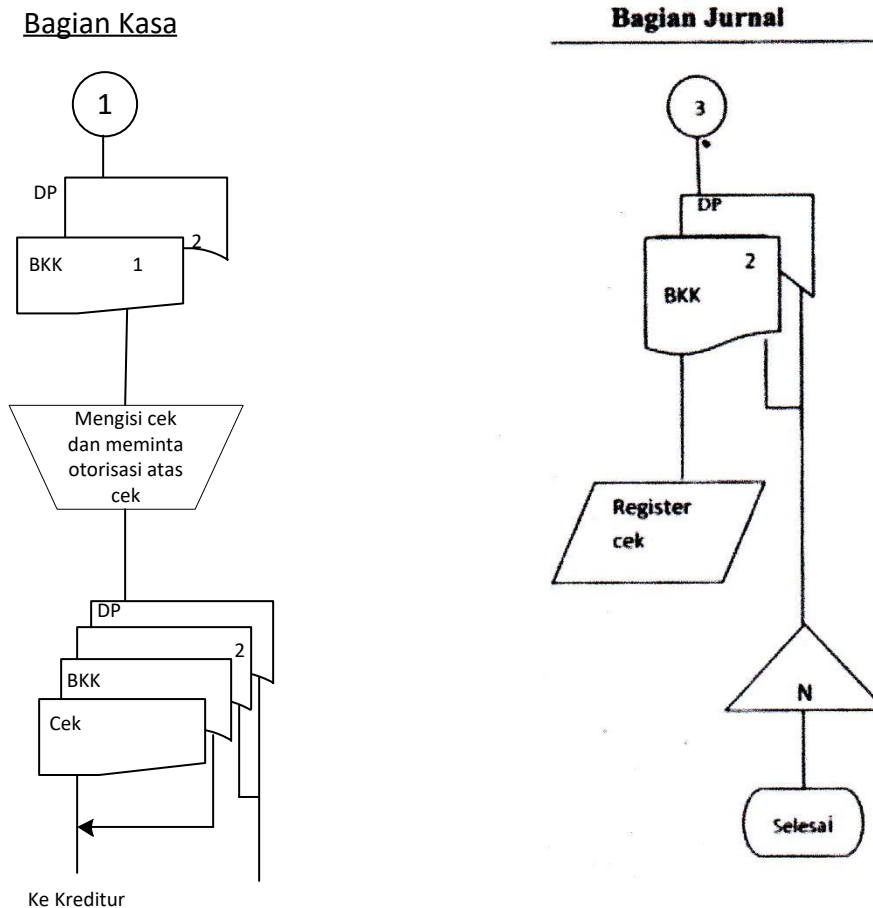 Bagian Kasa
1
DP
2
BKK 1
Mengisi cek
dan meminta
otorisasi atas
cek
DP
2
BKK
Cek
Ke Kreditur
Bagian Jurnal
3
DP
2
BKK
Register
cek
N
Selesai